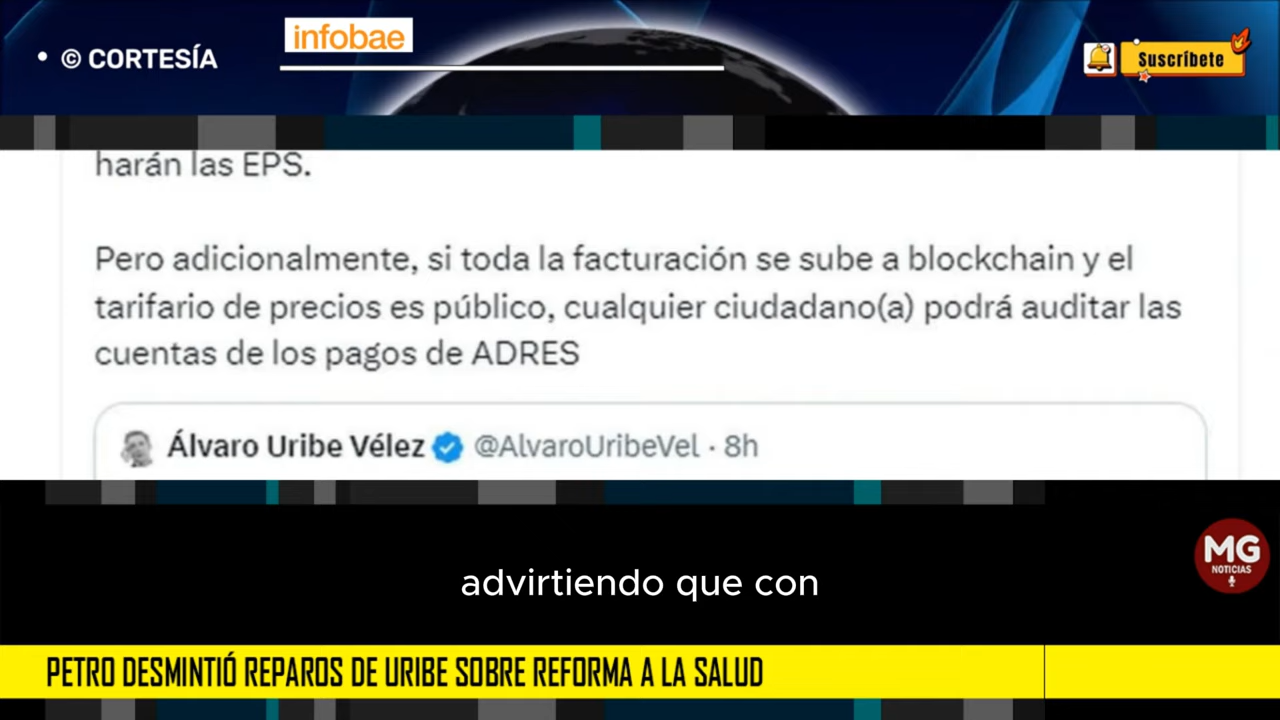 • © CORTESÍA
infobae
Suscríbete
harán las EPS.
Pero adicionalmente, si toda la facturación se sube a blockchain y el
tarifario de precios es público, cualquier ciudadano(a) podrá auditar las
cuentas de los pagos de ADRES
Álvaro Uribe Vélez @AlvaroUribeVel · 8h
MG
NOTICIAS
advirtiendo que con
PETRO DESMINTIÓ REPAROS DE URIBE SOBRE REFORMA A LA SALUD